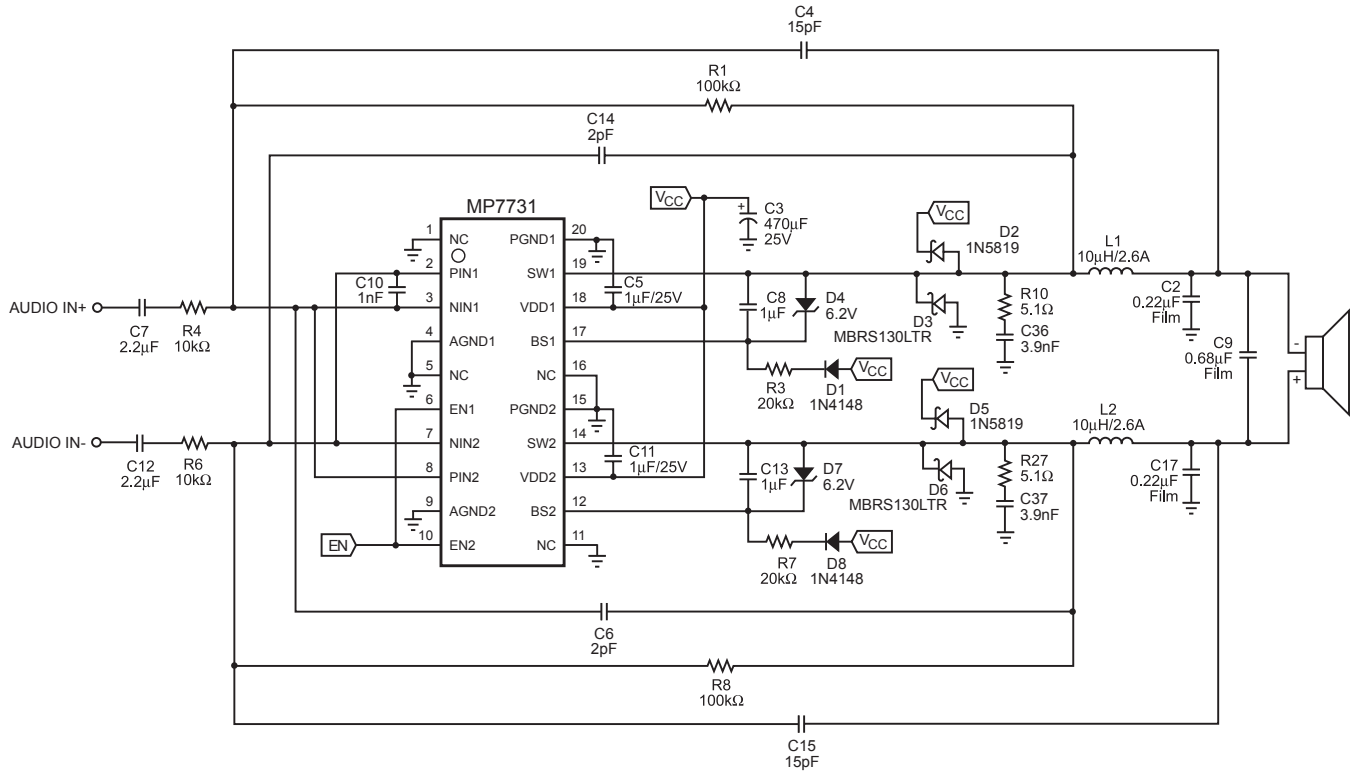 C4
15pF
R1
100kΩ
C14
2pF
VCC
C3
470µF
25V
VCC
D2
1N5819
L1
10µH/2.6A
MP7731
1 NC PGND1 20
2 PIN1 SW1 19
3 NIN1 VDD1 18
4 AGND1 BS1 17
5 NC NC 16
6 EN1 PGND2 15
7 NIN2 SW2 14
8 PIN2 VDD2 13
9 AGND2 BS2 12
10 EN2 NC 11
C10
1nF
C5
1µF/25V
C8
1µF
D4
6.2V
D3
MBRS130LTR
R10
5.1Ω
C36
3.9nF
C2
0.22µF
Film
C9
0.68µF
Film
-
+
AUDIO IN+
C7
2.2µF
R4
10kΩ
R3
20kΩ
D1
1N4148
VCC
VCC
D5
1N5819
L2
10µH/2.6A
AUDIO IN-
C12
2.2µF
R6
10kΩ
C11
1µF/25V
C13
1µF
D7
6.2V
D6
MBRS130LTR
R27
5.1Ω
C37
3.9nF
C17
0.22µF
Film
EN
R7
20kΩ
D8
1N4148
VCC
C6
2pF
R8
100kΩ
C15
15pF
+